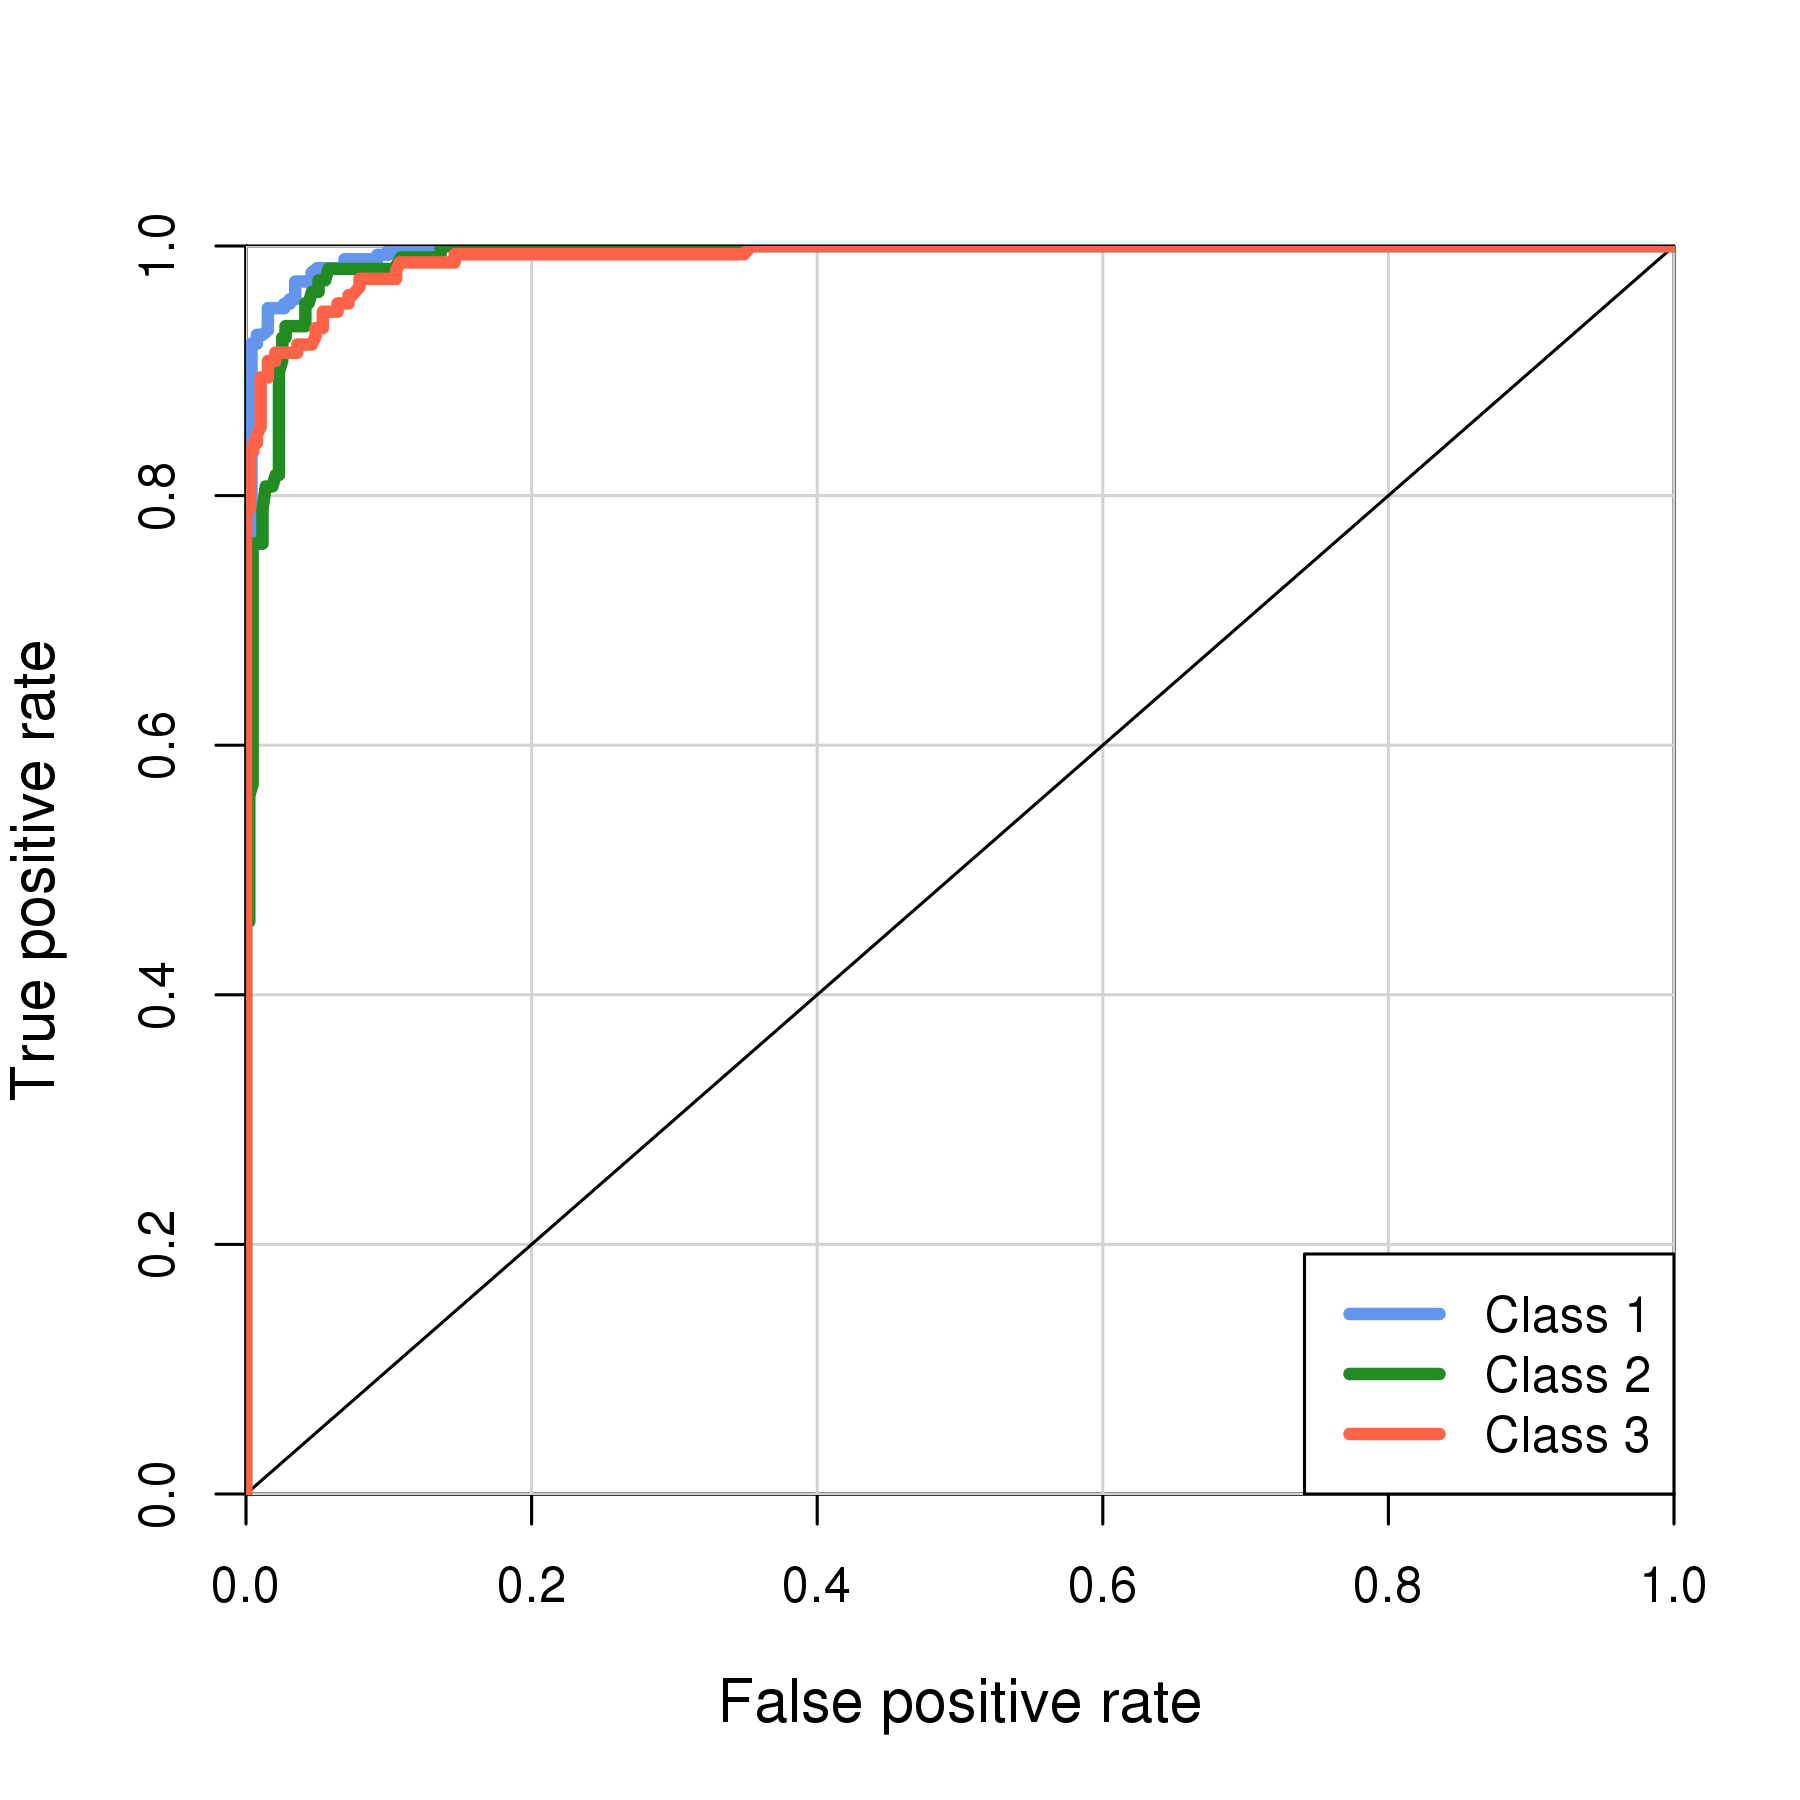 True positive rate
1.0
0.8
0.6
0.4
0.2
0.0
Class 1
Class 2
Class 3
0.0 0.2 0.4 0.6 0.8 1.0
False positive rate